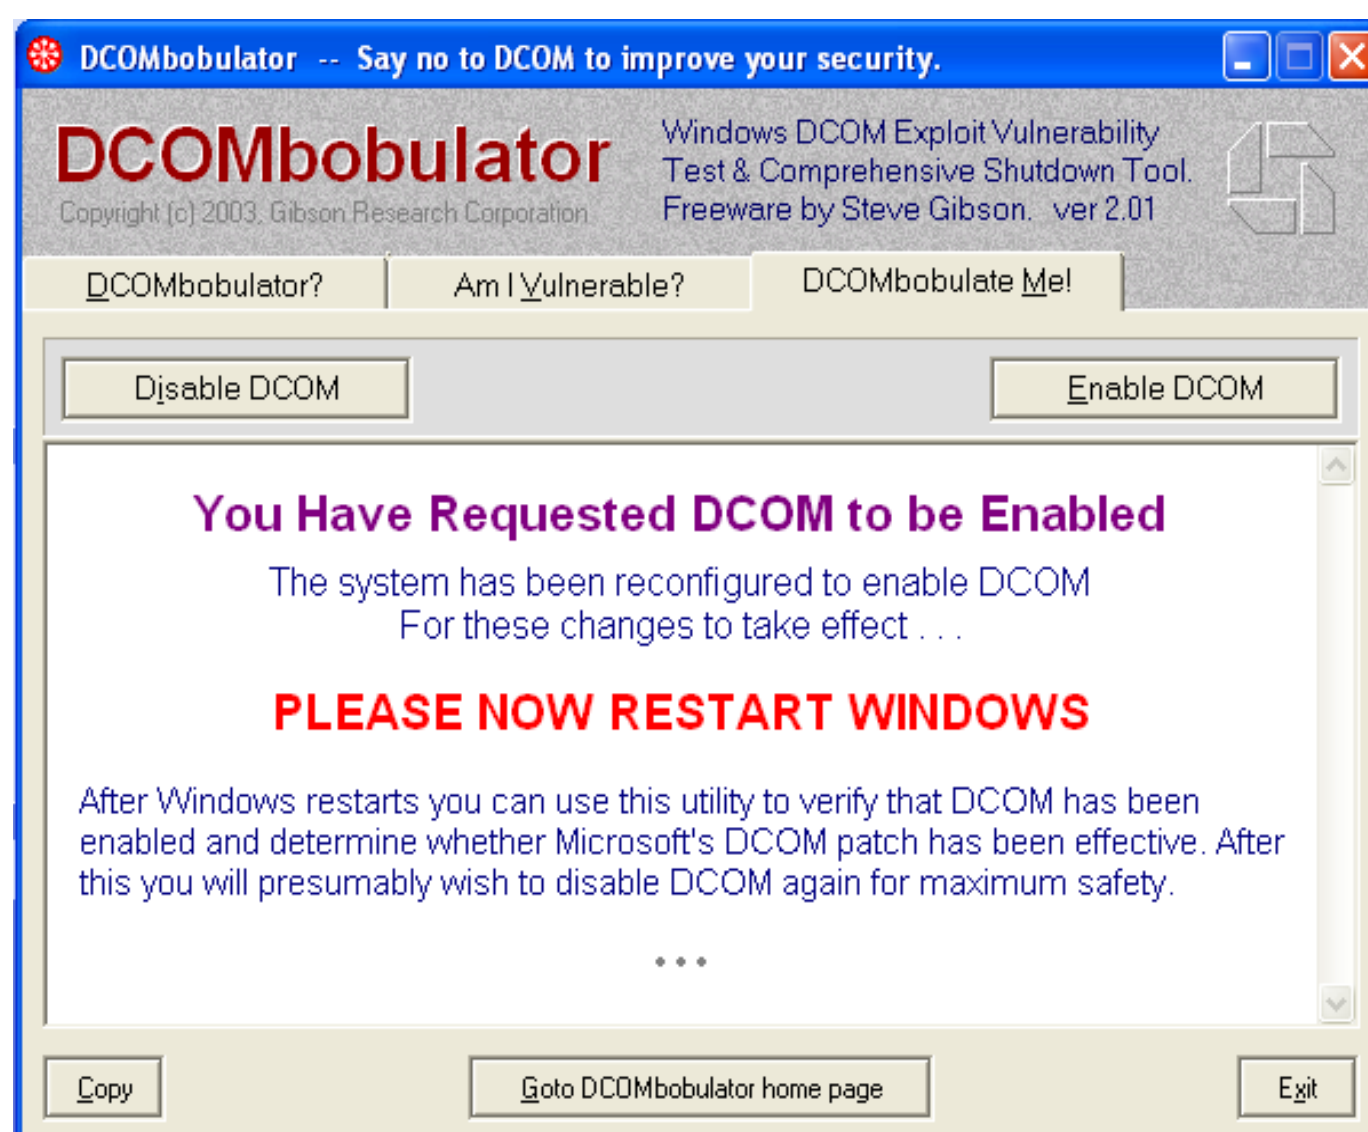 DCOMbobulator -- Say no to DCOM to improve your security.
DCOMbobulator
Copyright (c) 2003, Gibson Research Corporation
Windows DCOM Exploit Vulnerability
Test & Comprehensive Shutdown Tool.
Freeware by Steve Gibson. ver 2.01
DCOMbobulator?
Am I Vulnerable?
DCOMbobulate Me!
Disable DCOM
Enable DCOM
You Have Requested DCOM to be Enabled
The system has been reconfigured to enable DCOM
For these changes to take effect . . .
PLEASE NOW RESTART WINDOWS
After Windows restarts you can use this utility to verify that DCOM has been
enabled and determine whether Microsoft's DCOM patch has been effective. After
this you will presumably wish to disable DCOM again for maximum safety.
• • •
Copy
Goto DCOMbobulator home page
Exit